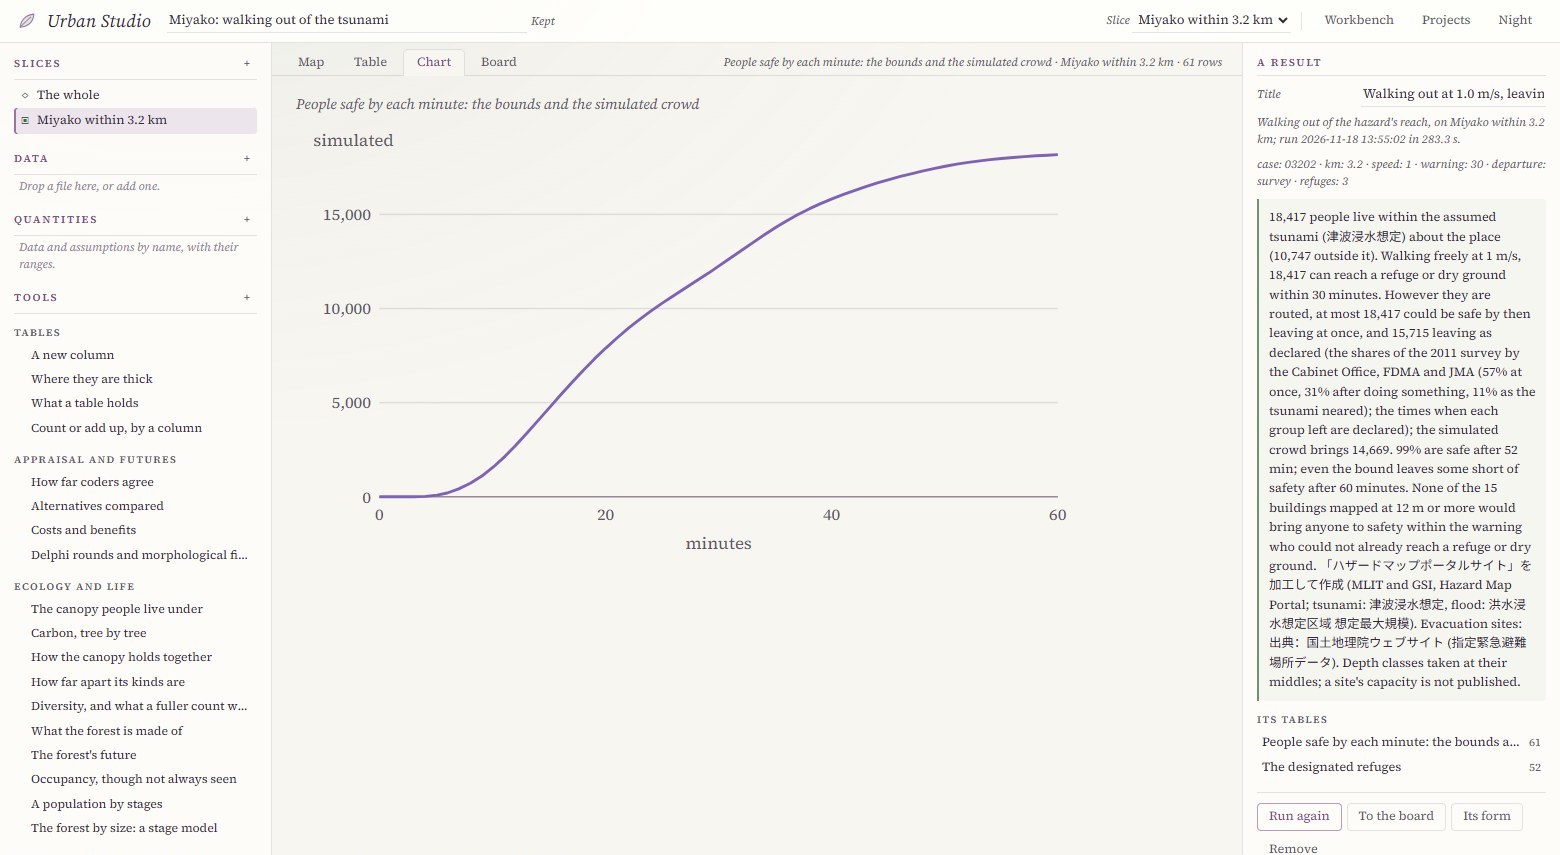 Urban Studio
Miyako: walking out of the tsunami
Kept
Slice
Miyako within 3.2 km
Workbench
Projects
Night
SLICES
+
The whole
Miyako within 3.2 km
DATA
+
Drop a file here, or add one.
QUANTITIES
+
Data and assumptions by name, with their
ranges.
TOOLS
+
TABLES
A new column
Where they are thick
What a table holds
Count or add up, by a column
APPRAISAL AND FUTURES
How far coders agree
Alternatives compared
Costs and benefits
Delphi rounds and morphological fi...
ECOLOGY AND LIFE
The canopy people live under
Carbon, tree by tree
How the canopy holds together
How far apart its kinds are
Diversity, and what a fuller count w...
What the forest is made of
The forest's future
Occupancy, though not always seen
A population by stages
The forest by size: a stage model
Map
Table
Chart
Board
People safe by each minute: the bounds and the simulated crowd · Miyako within 3.2 km · 61 rows
People safe by each minute: the bounds and the simulated crowd
simulated
15,000
10,000
5,000
0
0
20
40
60
minutes
A RESULT
Title
Walking out at 1.0 m/s, leavin
Walking out of the hazard's reach, on Miyako within 3.2
km; run 2026-11-18 13:55:02 in 283.3 s.
case: 03202 · km: 3.2 · speed: 1 · warning: 30 · departure:
survey · refuges: 3
18,417 people live within the assumed
tsunami (津波浸水想定) about the place
(10,747 outside it). Walking freely at 1 m/s,
18,417 can reach a refuge or dry ground
within 30 minutes. However they are
routed, at most 18,417 could be safe by then
leaving at once, and 15,715 leaving as
declared (the shares of the 2011 survey by
the Cabinet Office, FDMA and JMA (57% at
once, 31% after doing something, 11% as the
tsunami neared); the times when each
group left are declared); the simulated
crowd brings 14,669. 99% are safe after 52
min; even the bound leaves some short of
safety after 60 minutes. None of the 15
buildings mapped at 12 m or more would
bring anyone to safety within the warning
who could not already reach a refuge or dry
ground. 「ハザードマップポータルサイト」を
加工して作成 (MLIT and GSI, Hazard Map
Portal; tsunami: 津波浸水想定, flood: 洪水浸
水想定区域 想定最大規模). Evacuation sites:
出典：国土地理院ウェブサイト (指定緊急避難
場所データ). Depth classes taken at their
middles; a site's capacity is not published.
ITS TABLES
People safe by each minute: the bounds a...
61
The designated refuges
52
Run again
To the board
Its form
Remove